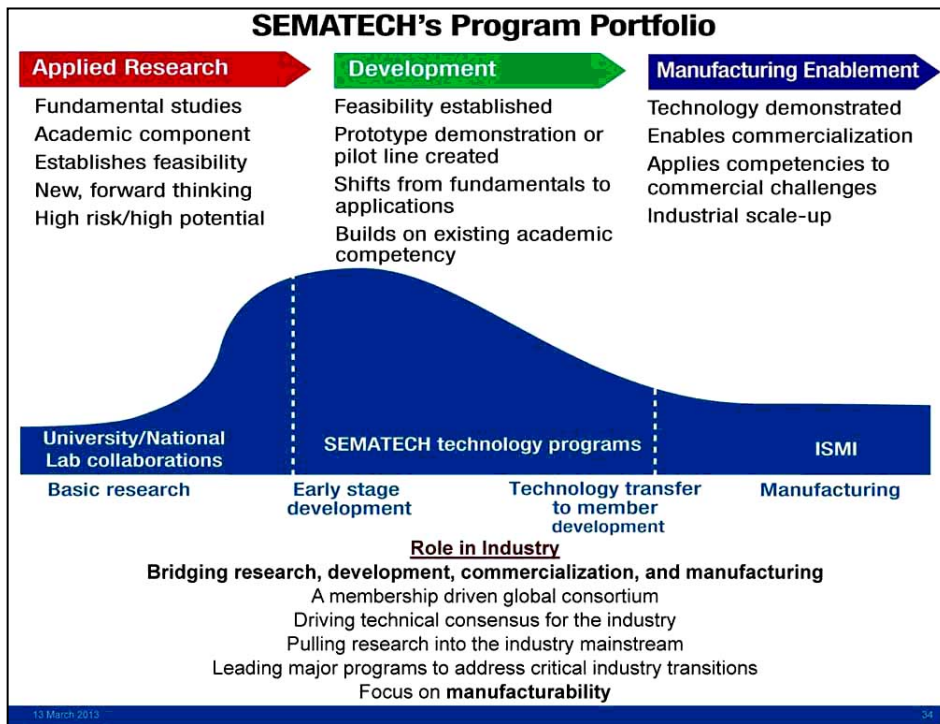 SEMATECH's Program Portfolio
Applied Research
Fundamental studies
Academic component
Establishes feasibility
New, forward thinking
High risk/high potential
Development
Feasibility established
Prototype demonstration or
pilot line created
Shifts from fundamentals to
applications
Builds on existing academic
competency
Manufacturing Enablement
Technology demonstrated
Enables commercialization
Applies competencies to
commercial challenges
Industrial scale-up
University/National
Lab collaborations
SEMATECH technology programs
ISMI
Basic research
Early stage
development
Technology transfer
to member
development
Manufacturing
Role in Industry
Bridging research, development, commercialization, and manufacturing
A membership driven global consortium
Driving technical consensus for the industry
Pulling research into the industry mainstream
Leading major programs to address critical industry transitions
Focus on manufacturability
13 March 2013
34